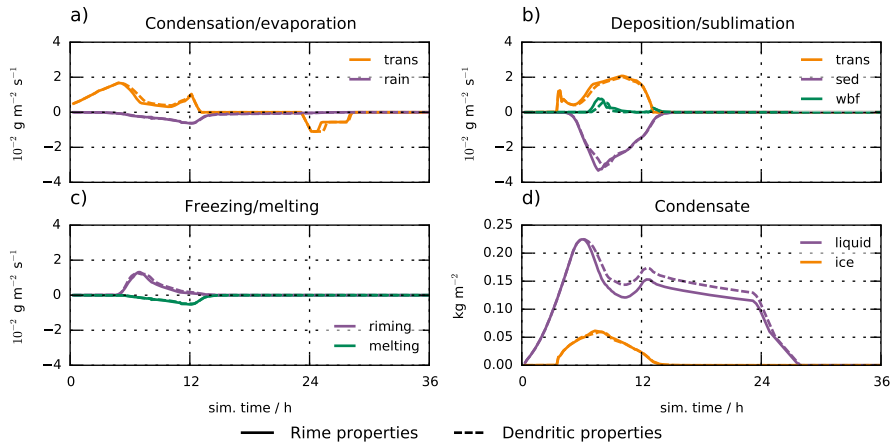 a)
Condensation/evaporation
4
2
0
−2
−4
10⁻² g m⁻² s⁻¹
trans
rain
b)
Deposition/sublimation
4
2
0
−2
−4
10⁻² g m⁻² s⁻¹
trans
sed
wbf
c)
Freezing/melting
4
2
0
−2
−4
10⁻² g m⁻² s⁻¹
riming
melting
0 12 24 36
sim. time / h
d)
Condensate
0.25
0.20
0.15
0.10
0.05
0.00
kg m⁻²
liquid
ice
0 12 24 36
sim. time / h
Rime properties
Dendritic properties